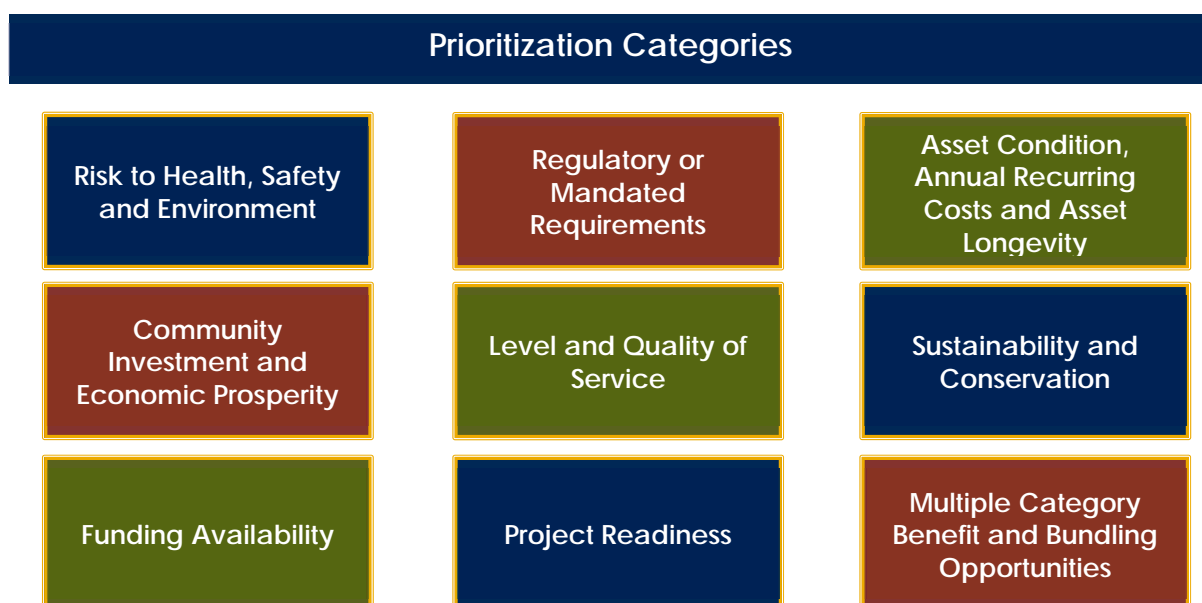 Prioritization Categories
Risk to Health, Safety
and Environment
Regulatory or
Mandated
Requirements
Asset Condition,
Annual Recurring
Costs and Asset
Longevity
Community
Investment and
Economic Prosperity
Level and Quality of
Service
Sustainability and
Conservation
Funding Availability
Project Readiness
Multiple Category
Benefit and Bundling
Opportunities